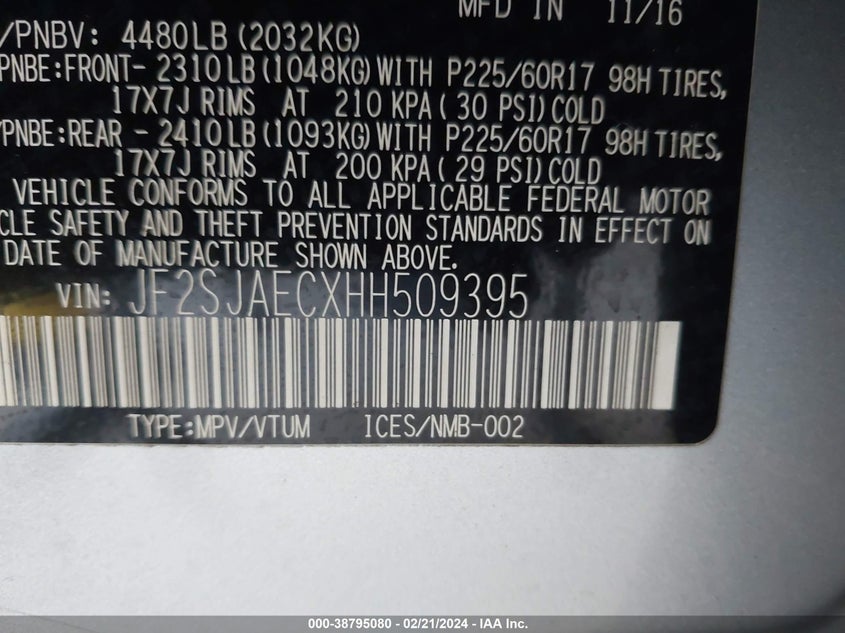 MFD IN 11/16
/PNBV: 4480LB (2032KG)
PNBE:FRONT- 2310LB (1048KG) WITH P225/60R17 98H TIRES,
17X7J RIMS AT 210 KPA ( 30 PSI) COLD
/PNBE:REAR - 2410LB (1093KG) WITH P225/60R17 98H TIRES,
17X7J RIMS AT 200 KPA ( 29 PSI) COLD
VEHICLE CONFORMS TO ALL APPLICABLE FEDERAL MOTOR
CLE SAFETY AND THEFT PREVENTION STANDARDS IN EFFECT ON
DATE OF MANUFACTURE SHOWN ABOVE.
VIN: JF2SJAECXHH509395
TYPE:MPV/VTUM ICES/NMB-002
000-38795080 - 02/21/2024 - IAA Inc.